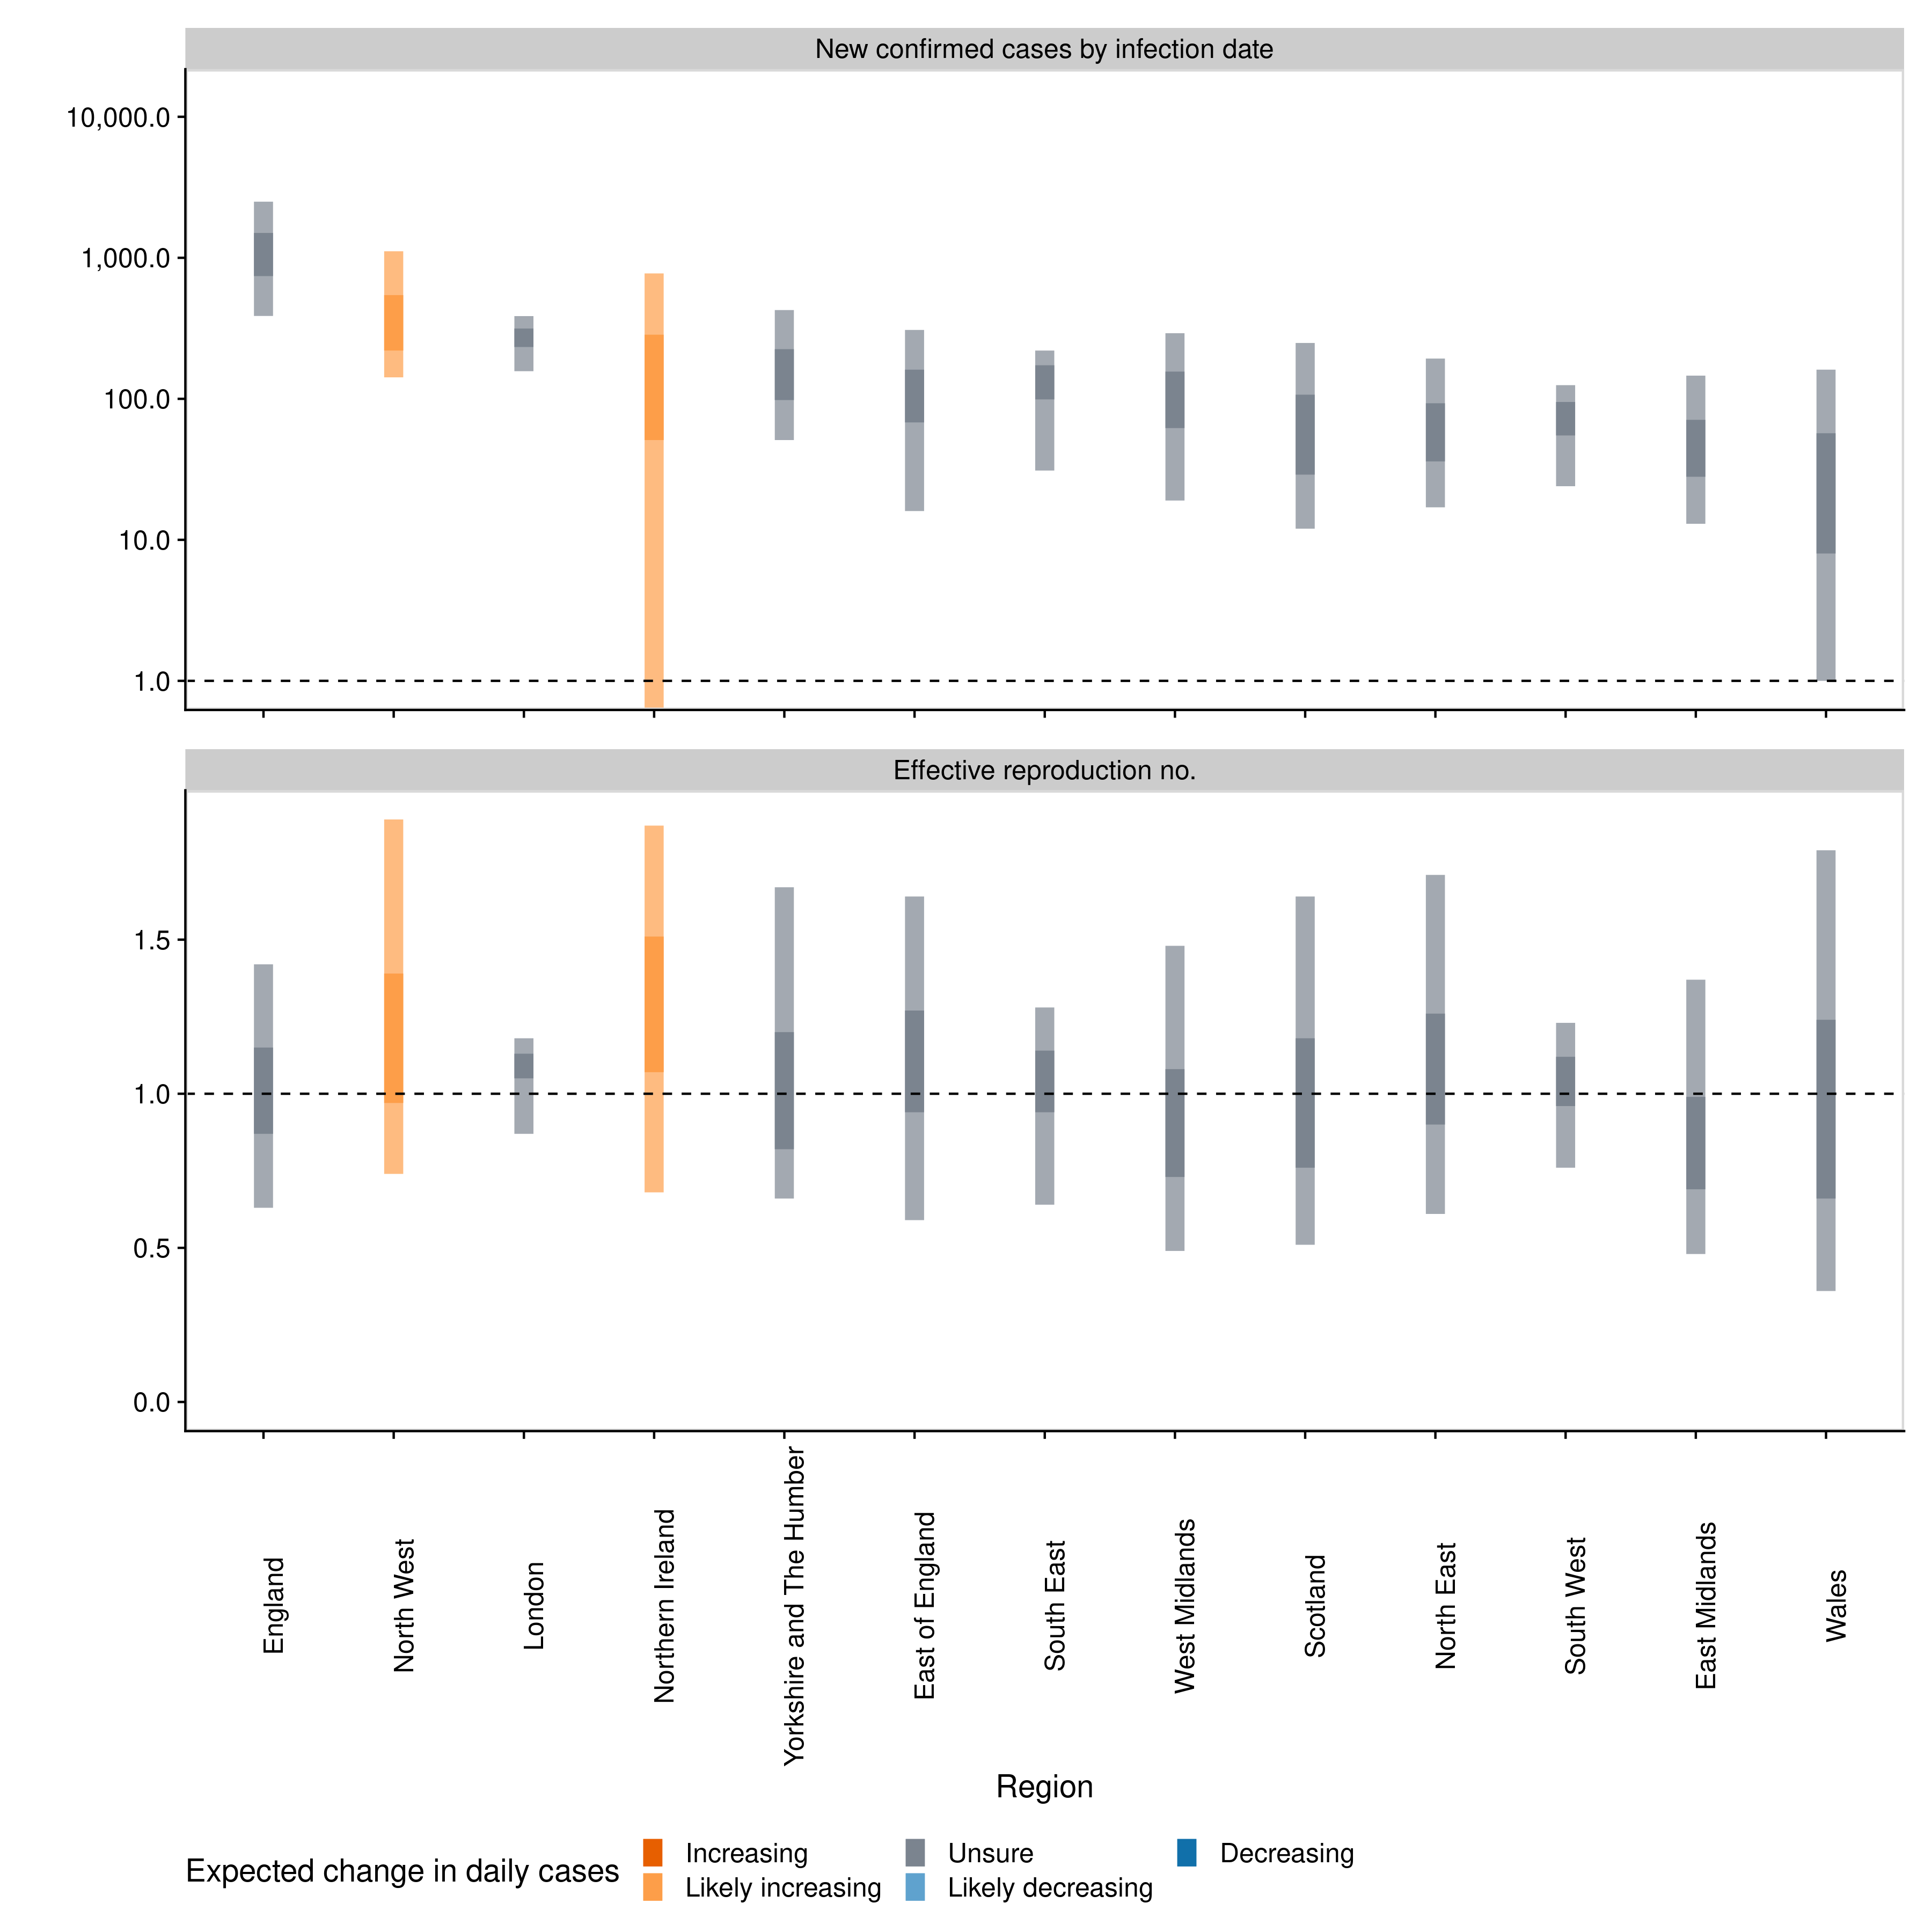 New confirmed cases by infection date
10,000.0
1,000.0
100.0
10.0
1.0
Effective reproduction no.
1.5
1.0
0.5
0.0
England
North West
London
Northern Ireland
Yorkshire and The Humber
East of England
South East
West Midlands
Scotland
North East
South West
East Midlands
Wales
Region
Expected change in daily cases
Increasing
Likely increasing
Unsure
Likely decreasing
Decreasing